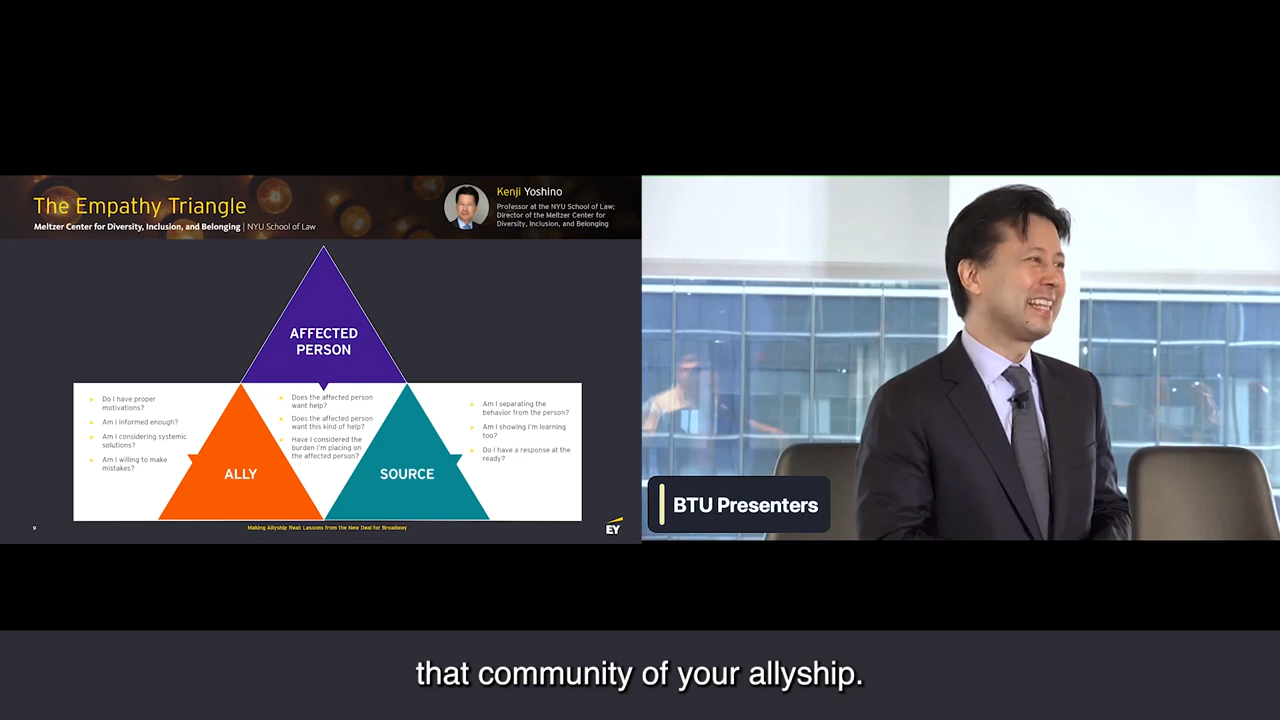 The Empathy Triangle
Meltzer Center for Diversity, Inclusion, and Belonging | NYU School of Law
Kenji Yoshino
Professor at the NYU School of Law;
Director of the Meltzer Center for
Diversity, Inclusion, and Belonging
AFFECTED
PERSON
Do I have proper
motivations?
Am I informed enough?
Am I considering systemic
solutions?
Am I willing to make
mistakes?
ALLY
Does the affected person
want help?
Does the affected person
want this kind of help?
Have I considered the
burden I'm placing on
the affected person?
SOURCE
Am I separating the
behavior from the person?
Am I showing I'm learning
too?
Do I have a response at the
ready?
9
Making Allyship Real: Lessons from the New Deal for Broadway
EY
BTU Presenters
that community of your allyship.